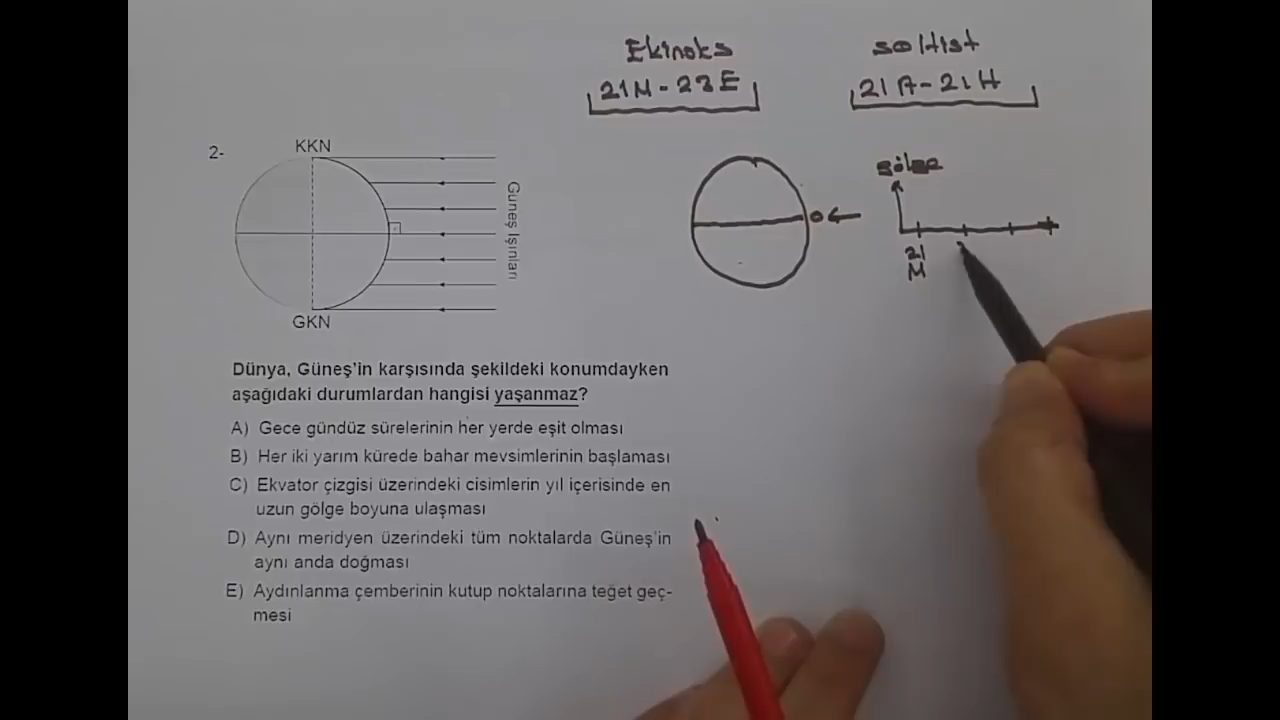 Ekinoks
21M-23E
soltist
21A-21H
2-
KKN
Güneş Işınları
GKN
gölge
21
M
Dünya, Güneş'in karşısında şekildeki konumdayken
aşağıdaki durumlardan hangisi yaşanmaz?
A) Gece gündüz sürelerinin her yerde eşit olması
B) Her iki yarım kürede bahar mevsimlerinin başlaması
C) Ekvator çizgisi üzerindeki cisimlerin yıl içerisinde en
uzun gölge boyuna ulaşması
D) Aynı meridyen üzerindeki tüm noktalarda Güneş'in
aynı anda doğması
E) Aydınlanma çemberinin kutup noktalarına teğet geç-
mesi